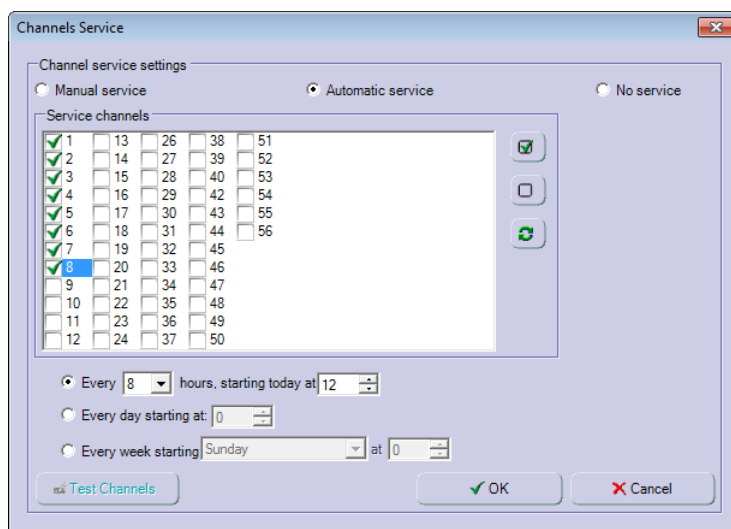 Channels Service
Channel service settings
Manual service Automatic service No service
Service channels
1 13 26 38 51
2 14 27 39 52
3 15 28 40 53
4 16 29 42 54
5 17 30 43 55
6 18 31 44 56
7 19 32 45
8 20 33 46
9 21 34 47
10 22 35 48
11 23 36 49
12 24 37 50
Every 8 hours, starting today at 12
Every day starting at: 0
Every week starting Sunday at 0
Test Channels OK Cancel